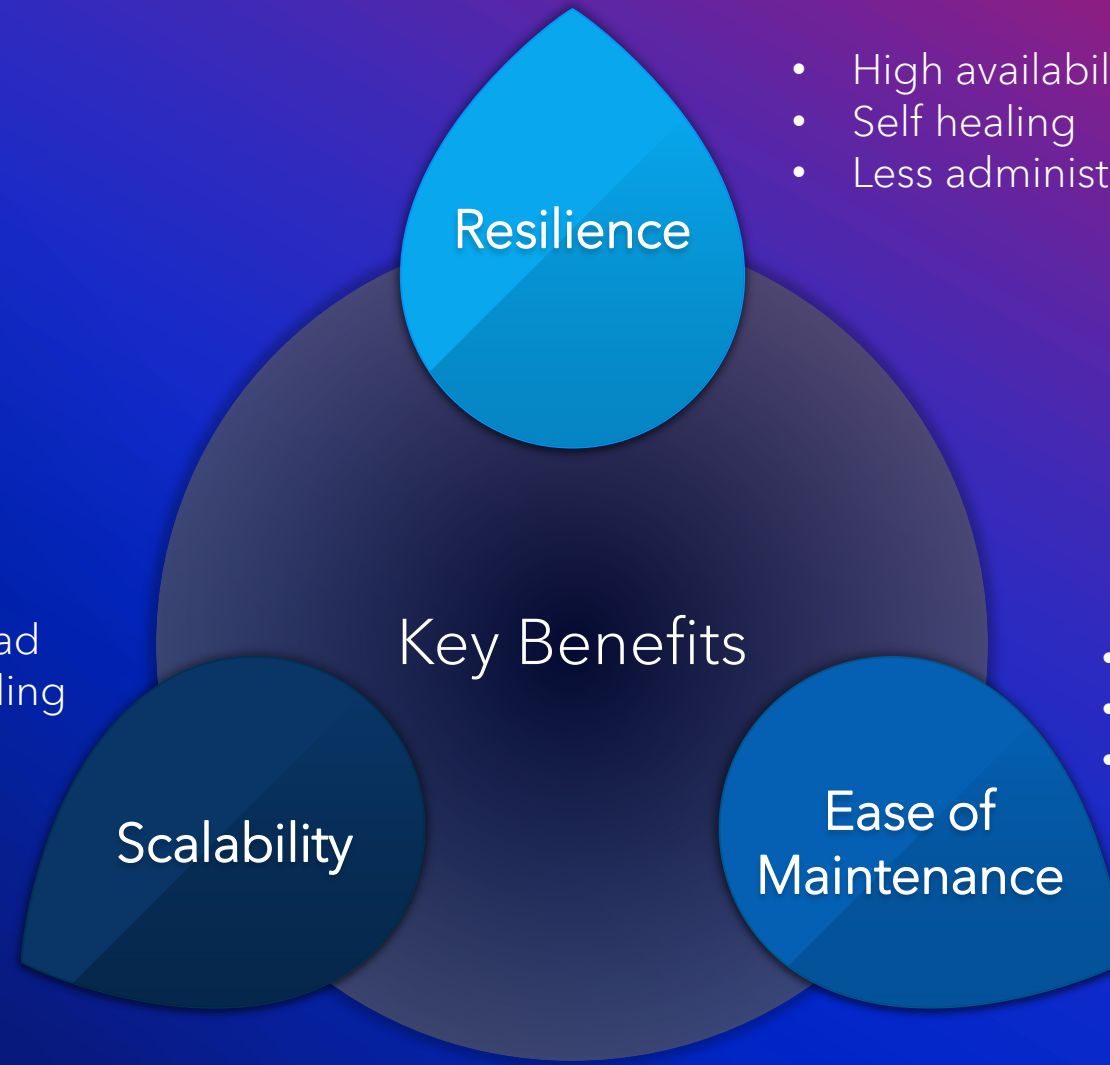 • High availabil
• Self healing
• Less administ
Resilience
Key Benefits
ad
ling
Scalability
•
•
•
Ease of
Maintenance